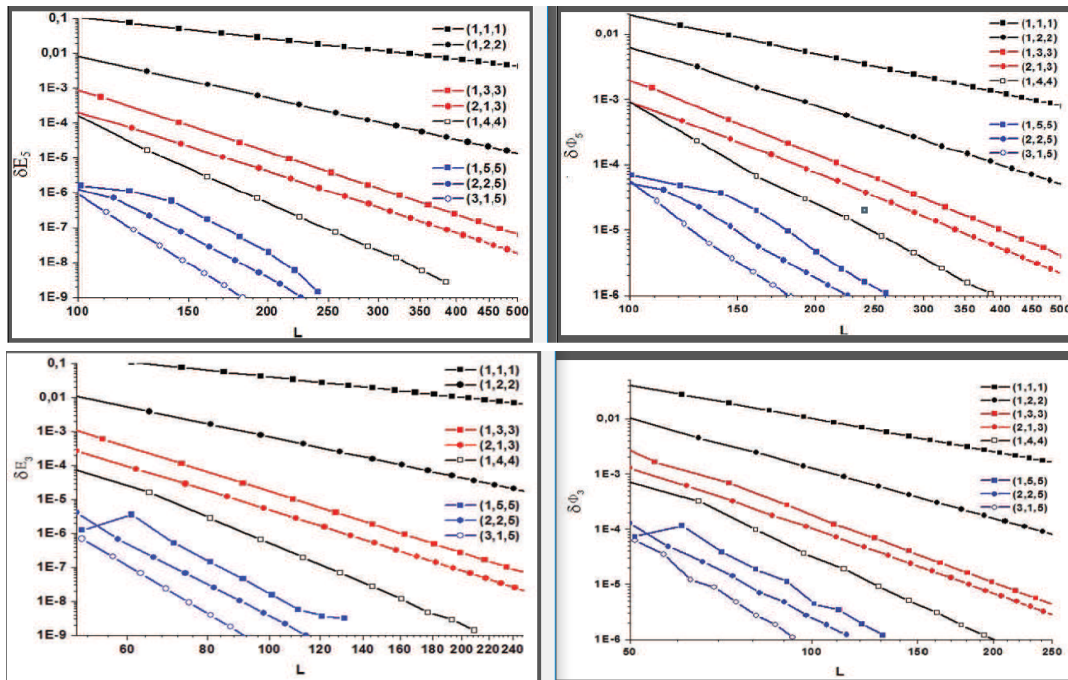 0,1
0,01
1E-3
1E-4
1E-5
1E-6
1E-7
1E-8
1E-9
δE₅
(1,1,1)
(1,2,2)
(1,3,3)
(2,1,3)
(1,4,4)
(1,5,5)
(2,2,5)
(3,1,5)
100 150 200 250 300 350 400 450 500
L
0,01
1E-3
1E-4
1E-5
1E-6
δΦ₅
(1,1,1)
(1,2,2)
(1,3,3)
(2,1,3)
(1,4,4)
(1,5,5)
(2,2,5)
(3,1,5)
100 150 200 250 300 350 400 450 500
L
0,1
0,01
1E-3
1E-4
1E-5
1E-6
1E-7
1E-8
1E-9
δE₃
(1,1,1)
(1,2,2)
(1,3,3)
(2,1,3)
(1,4,4)
(1,5,5)
(2,2,5)
(3,1,5)
60 80 100 120 140 160 180 200 220 240
L
0,01
1E-3
1E-4
1E-5
1E-6
δΦ₃
(1,1,1)
(1,2,2)
(1,3,3)
(2,1,3)
(1,4,4)
(1,5,5)
(2,2,5)
(3,1,5)
50 100 150 200 250
L